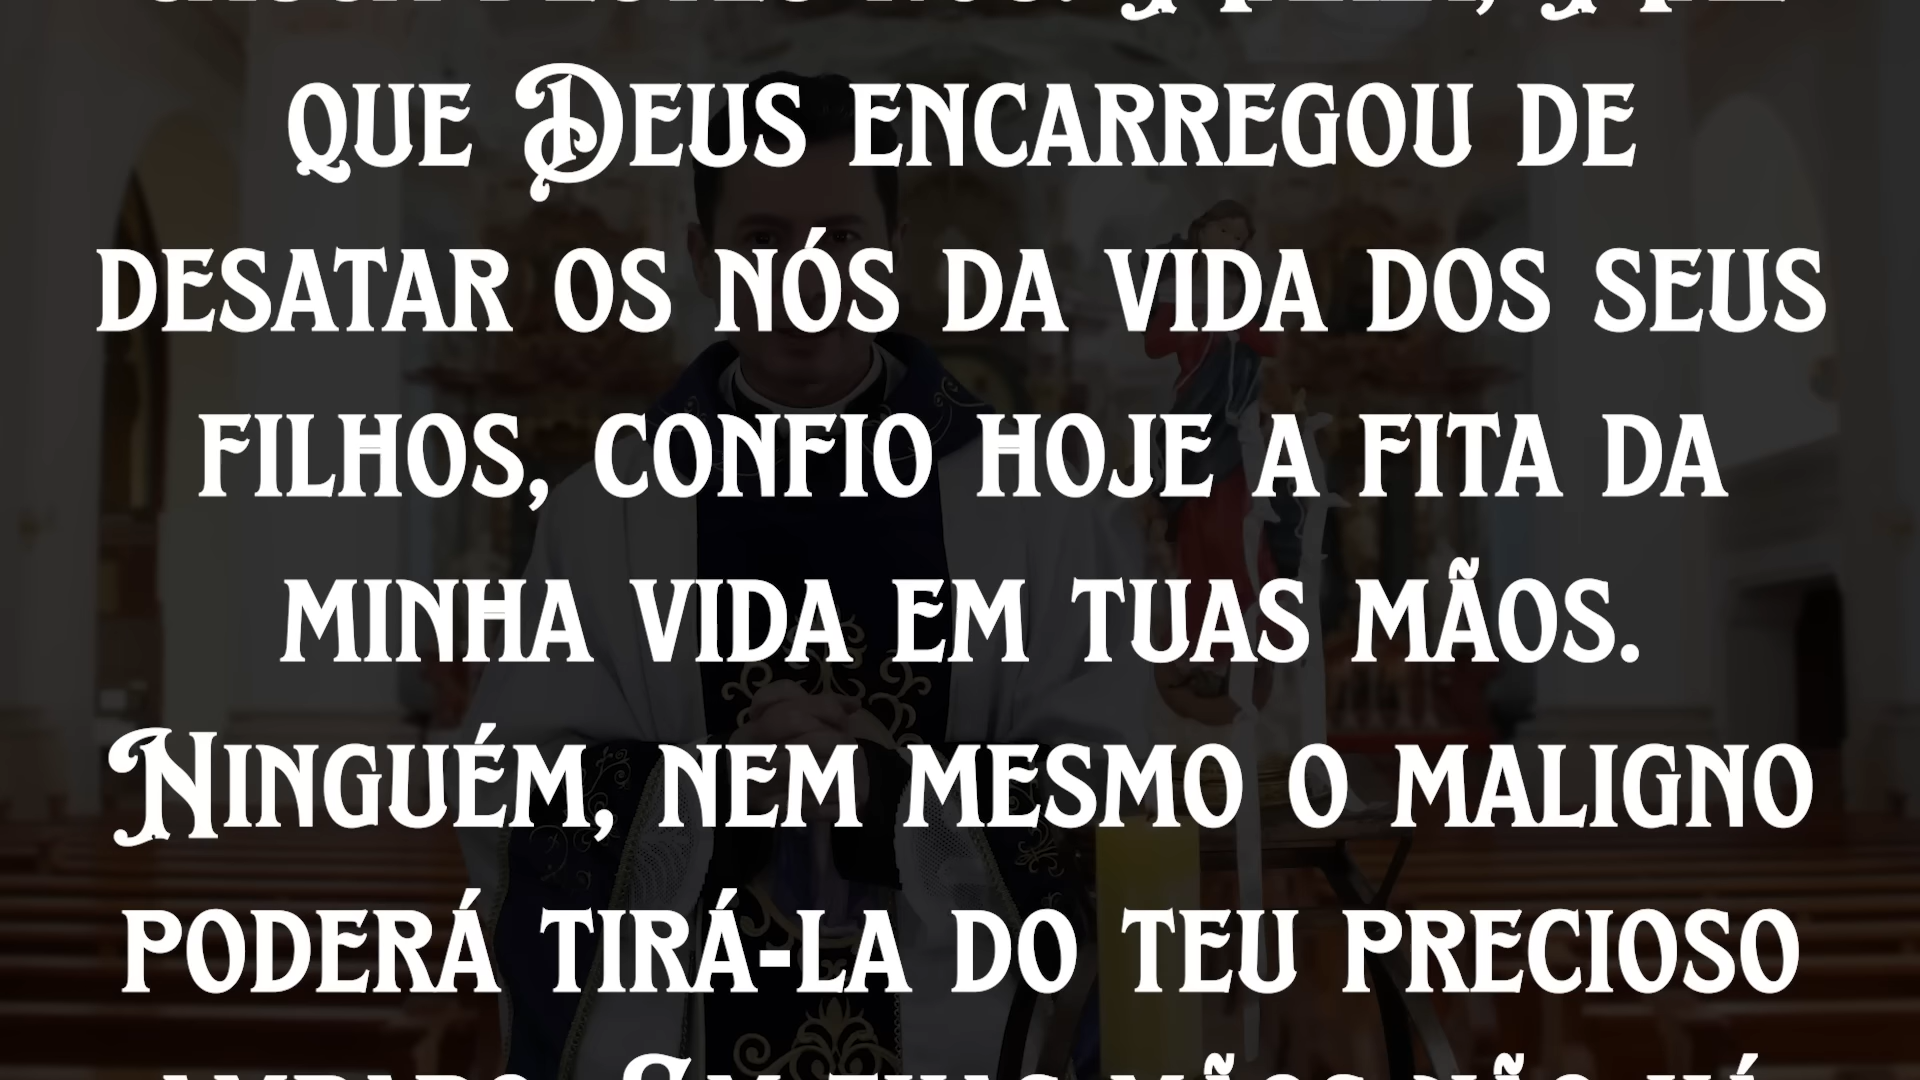 que Deus encarregou de
desatar os nós da vida dos seus
filhos, confio hoje a fita da
minha vida em tuas mãos.
Ninguém, nem mesmo o maligno
poderá tirá-la do teu precioso